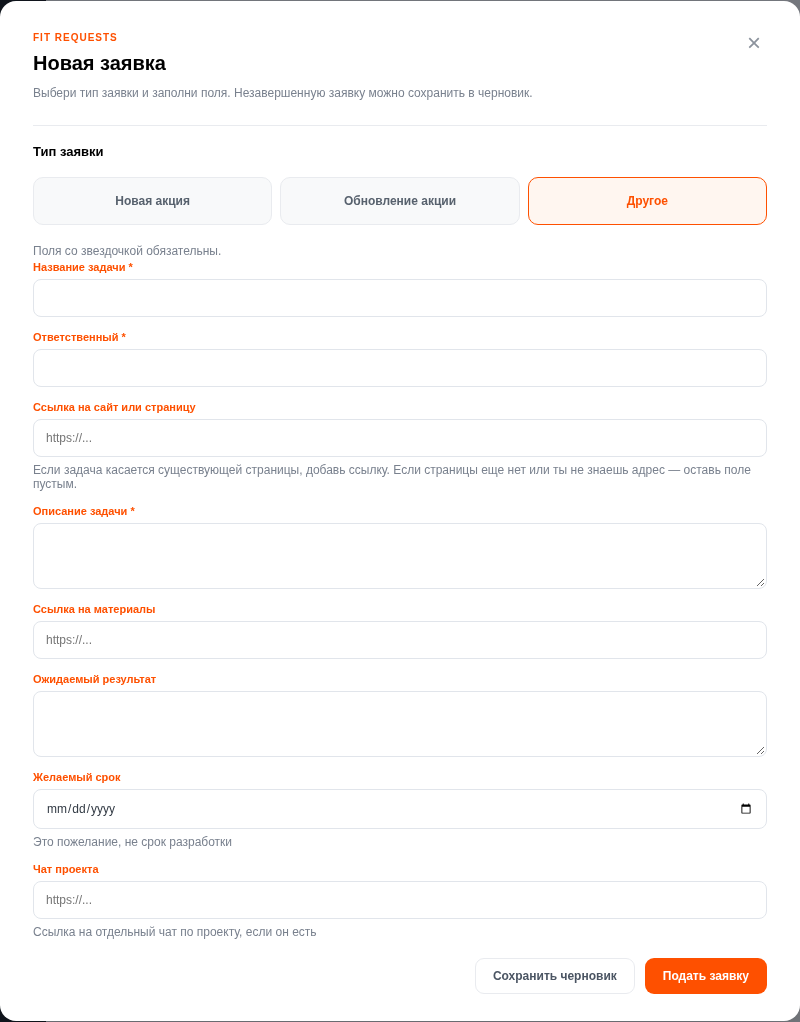 FIT REQUESTS
Новая заявка
Выбери тип заявки и заполни поля. Незавершенную заявку можно сохранить в черновик.
Тип заявки
Новая акция
Обновление акции
Другое
Поля со звездочкой обязательны.
Название задачи *
Ответственный *
Ссылка на сайт или страницу
https://...
Если задача касается существующей страницы, добавь ссылку. Если страницы еще нет или ты не знаешь адрес — оставь поле
пустым.
Описание задачи *
Ссылка на материалы
https://...
Ожидаемый результат
Желаемый срок
mm/dd/yyyy
Это пожелание, не срок разработки
Чат проекта
https://...
Ссылка на отдельный чат по проекту, если он есть
Сохранить черновик
Подать заявку